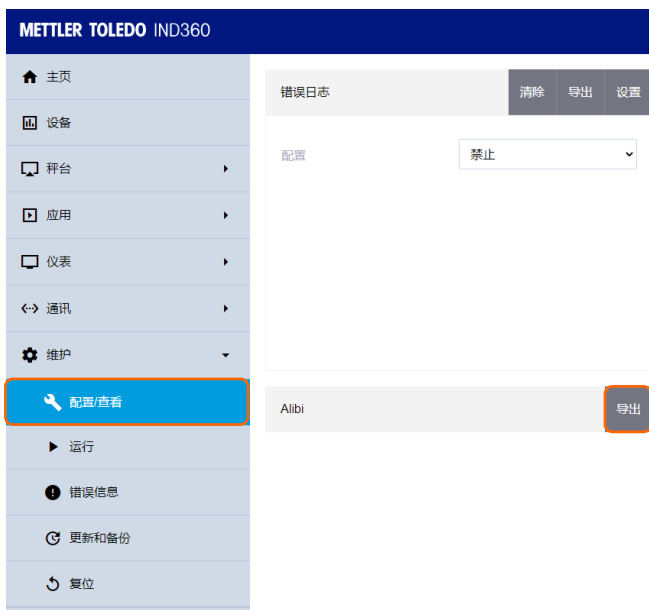 METTLER TOLEDO IND360
主页
设备
秤台
应用
仪表
通讯
维护
配置/查看
运行
错误信息
更新和备份
复位
错误日志 清除 导出 设置
配置 禁止
Alibi 导出